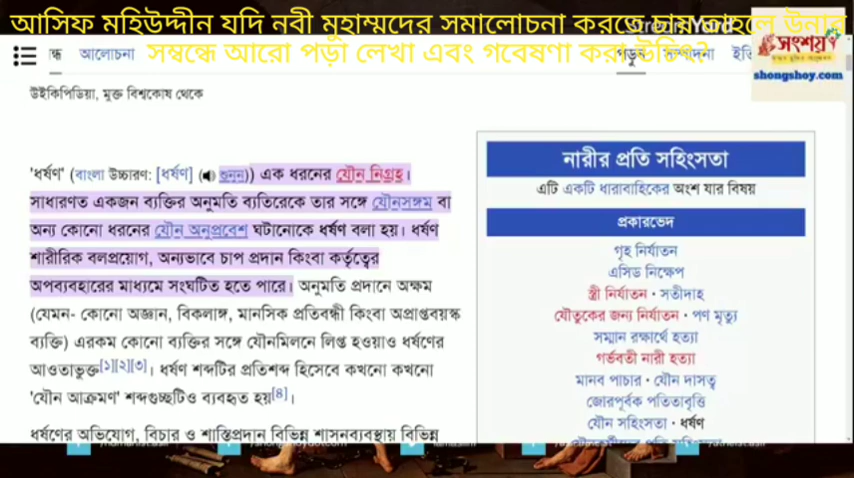 আসিফ মহিউদ্দীন যদি নবী মুহাম্মদের সমালোচনা করতে চায় তাহলে উনার
সম্বন্ধে আরো পড়া লেখা এবং গবেষণা করা উচিৎ?
ন্ধ আলোচনা পড়ুন সম্পাদনা ইতি
সংশয়
shongshoy.com
উইকিপিডিয়া, মুক্ত বিশ্বকোষ থেকে
'ধর্ষণ' (বাংলা উচ্চারণ: [ধর্ষণ] (শুনুন)) এক ধরনের যৌন নিগ্রহ।
সাধারণত একজন ব্যক্তির অনুমতি ব্যতিরেকে তার সঙ্গে যৌনসঙ্গম বা
অন্য কোনো ধরনের যৌন অনুপ্রবেশ ঘটানোকে ধর্ষণ বলা হয়। ধর্ষণ
শারীরিক বলপ্রয়োগ, অন্যভাবে চাপ প্রদান কিংবা কর্তৃত্বের
অপব্যবহারের মাধ্যমে সংঘটিত হতে পারে। অনুমতি প্রদানে অক্ষম
(যেমন- কোনো অজ্ঞান, বিকলাঙ্গ, মানসিক প্রতিবন্ধী কিংবা অপ্রাপ্তবয়স্ক
ব্যক্তি) এরকম কোনো ব্যক্তির সঙ্গে যৌনমিলনে লিপ্ত হওয়াও ধর্ষণের
আওতাভুক্ত[১][২][৩]। ধর্ষণ শব্দটির প্রতিশব্দ হিসেবে কখনো কখনো
'যৌন আক্রমণ' শব্দগুচ্ছটিও ব্যবহৃত হয়[৪]।
ধর্ষণের অভিযোগ, বিচার ও শাস্তিপ্রদান বিভিন্ন শাসনব্যবস্থায় বিভিন্ন
নারীর প্রতি সহিংসতা
এটি একটি ধারাবাহিকের অংশ যার বিষয়
প্রকারভেদ
গৃহ নির্যাতন
এসিড নিক্ষেপ
স্ত্রী নির্যাতন · সতীদাহ
যৌতুকের জন্য নির্যাতন · পণ মৃত্যু
সম্মান রক্ষার্থে হত্যা
গর্ভবতী নারী হত্যা
মানব পাচার · যৌন দাসত্ব
জোরপূর্বক পতিতাবৃত্তি
যৌন সহিংসতা · ধর্ষণ